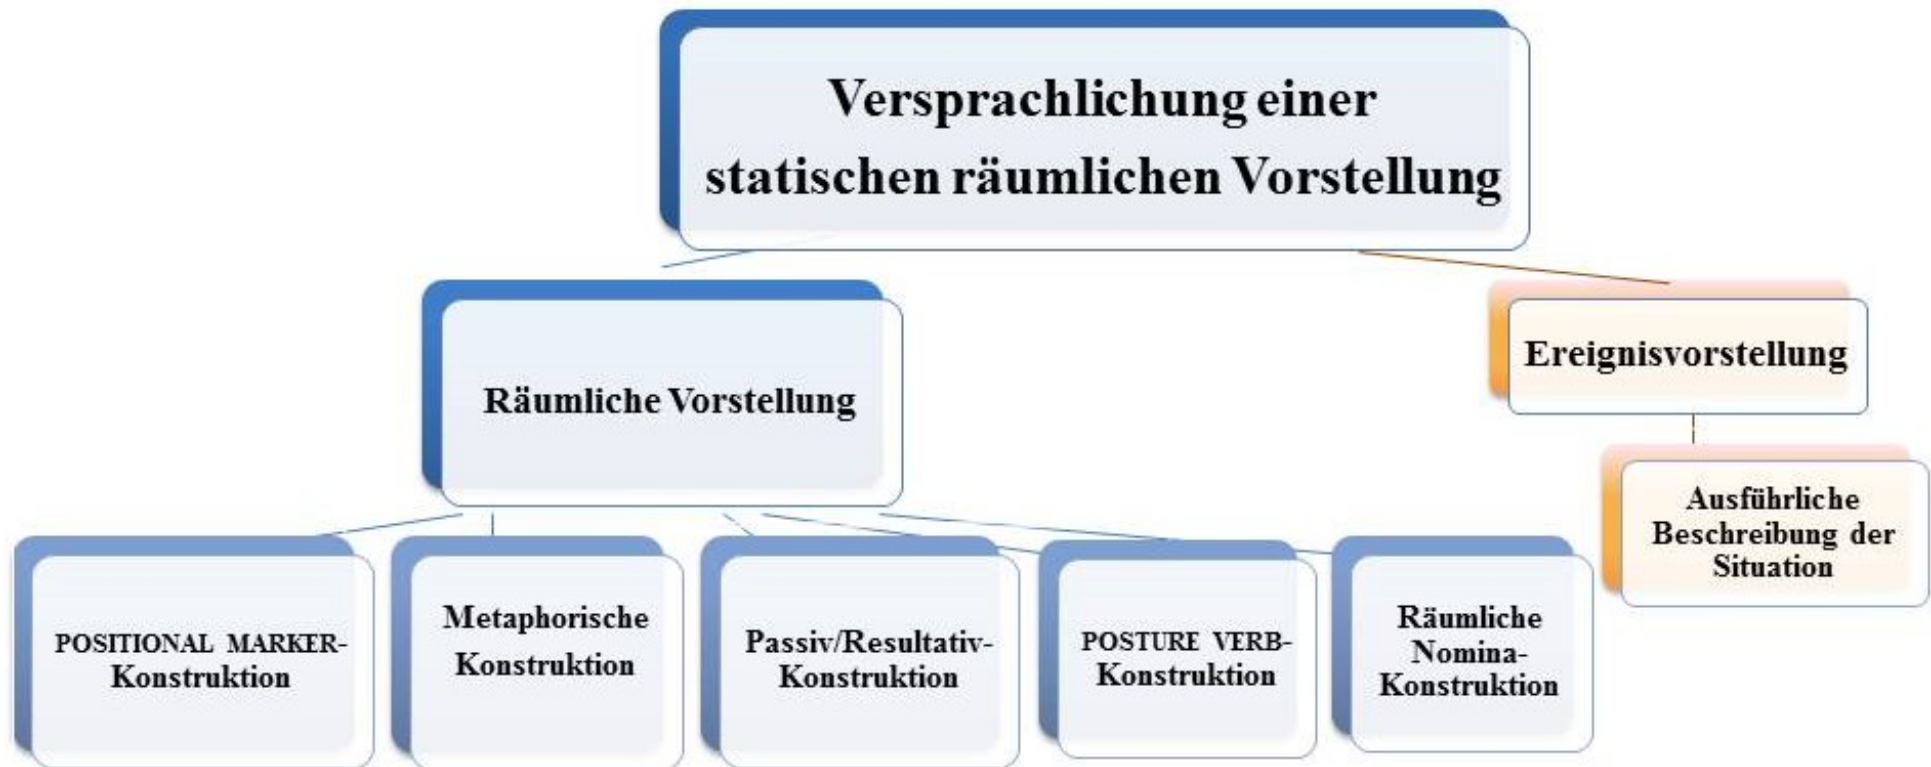 Versprachlichung einer
statischen räumlichen Vorstellung
Räumliche Vorstellung
Ereignisvorstellung
Ausführliche
Beschreibung der
Situation
POSITIONAL MARKER-
Konstruktion
Metaphorische
Konstruktion
Passiv/Resultativ-
Konstruktion
POSTURE VERB-
Konstruktion
Räumliche
Nomina-
Konstruktion